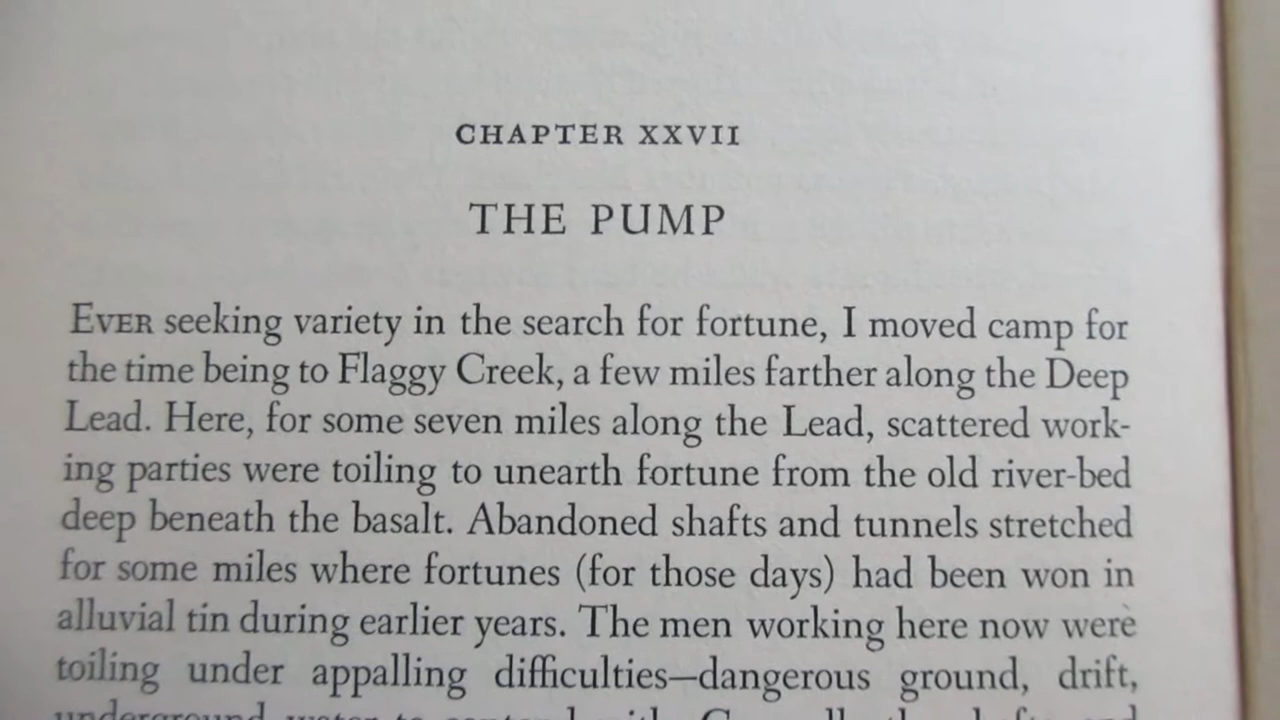 CHAPTER XXVII
THE PUMP
EVER seeking variety in the search for fortune, I moved camp for
the time being to Flaggy Creek, a few miles farther along the Deep
Lead. Here, for some seven miles along the Lead, scattered work-
ing parties were toiling to unearth fortune from the old river-bed
deep beneath the basalt. Abandoned shafts and tunnels stretched
for some miles where fortunes (for those days) had been won in
alluvial tin during earlier years. The men working here now were
toiling under appalling difficulties—dangerous ground, drift,
underground water to